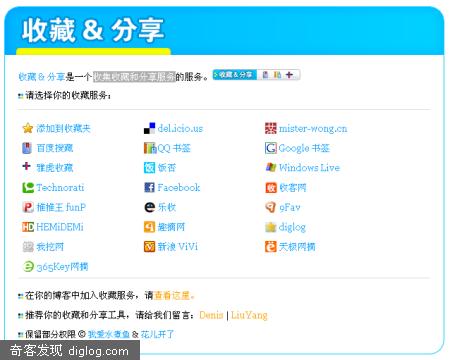 收藏 & 分享
收藏 & 分享是一个收集收藏和分享服务的服务。 收藏 & 分享
请选择你的收藏服务:
添加到收藏夹 del.icio.us mister-wong.cn
百度搜藏 QQ 书签 Google 书签
雅虎收藏 饭否 Windows Live
Technorati Facebook 收客网
推推王 funP 乐收 9Fav
HEMiDEMi 趣摘网 diglog
我挖网 新浪 ViVi 天极网摘
365Key网摘
在你的博客中加入收藏服务，请查看这里。
推荐你的收藏和分享工具，请给我们留言：Denis | LiuYang
保留部分权限 © 我爱水煮鱼 & 花儿开了
奇客发现 diglog.com